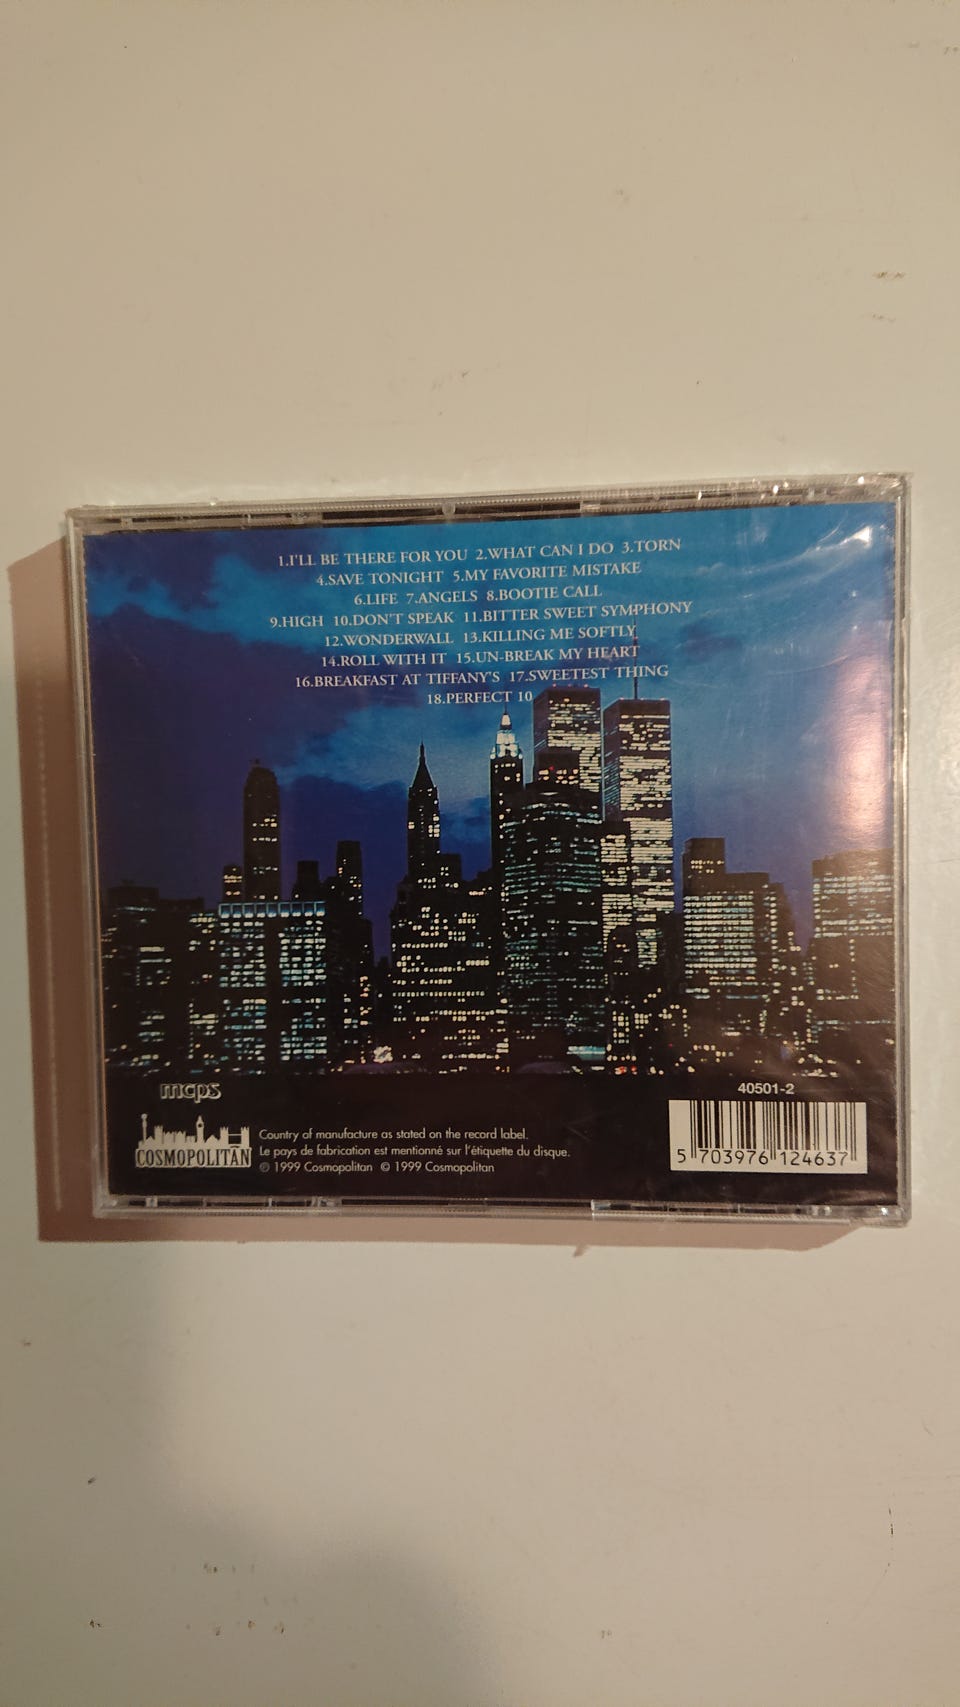 1.I'LL BE THERE FOR YOU 2.WHAT CAN I DO 3.TORN
4.SAVE TONIGHT 5.MY FAVORITE MISTAKE
6.LIFE 7.ANGELS 8.BOOTIE CALL
9.HIGH 10.DON'T SPEAK 11.BITTER SWEET SYMPHONY
12.WONDERWALL 13.KILLING ME SOFTLY
14.ROLL WITH IT 15.UN-BREAK MY HEART
16.BREAKFAST AT TIFFANY'S 17.SWEETEST THING
18.PERFECT 10
mcps
COSMOPOLITAN
Country of manufacture as stated on the record label.
Le pays de fabrication est mentionné sur l'étiquette du disque.
℗ 1999 Cosmopolitan © 1999 Cosmopolitan
40501-2
5 703976 124637